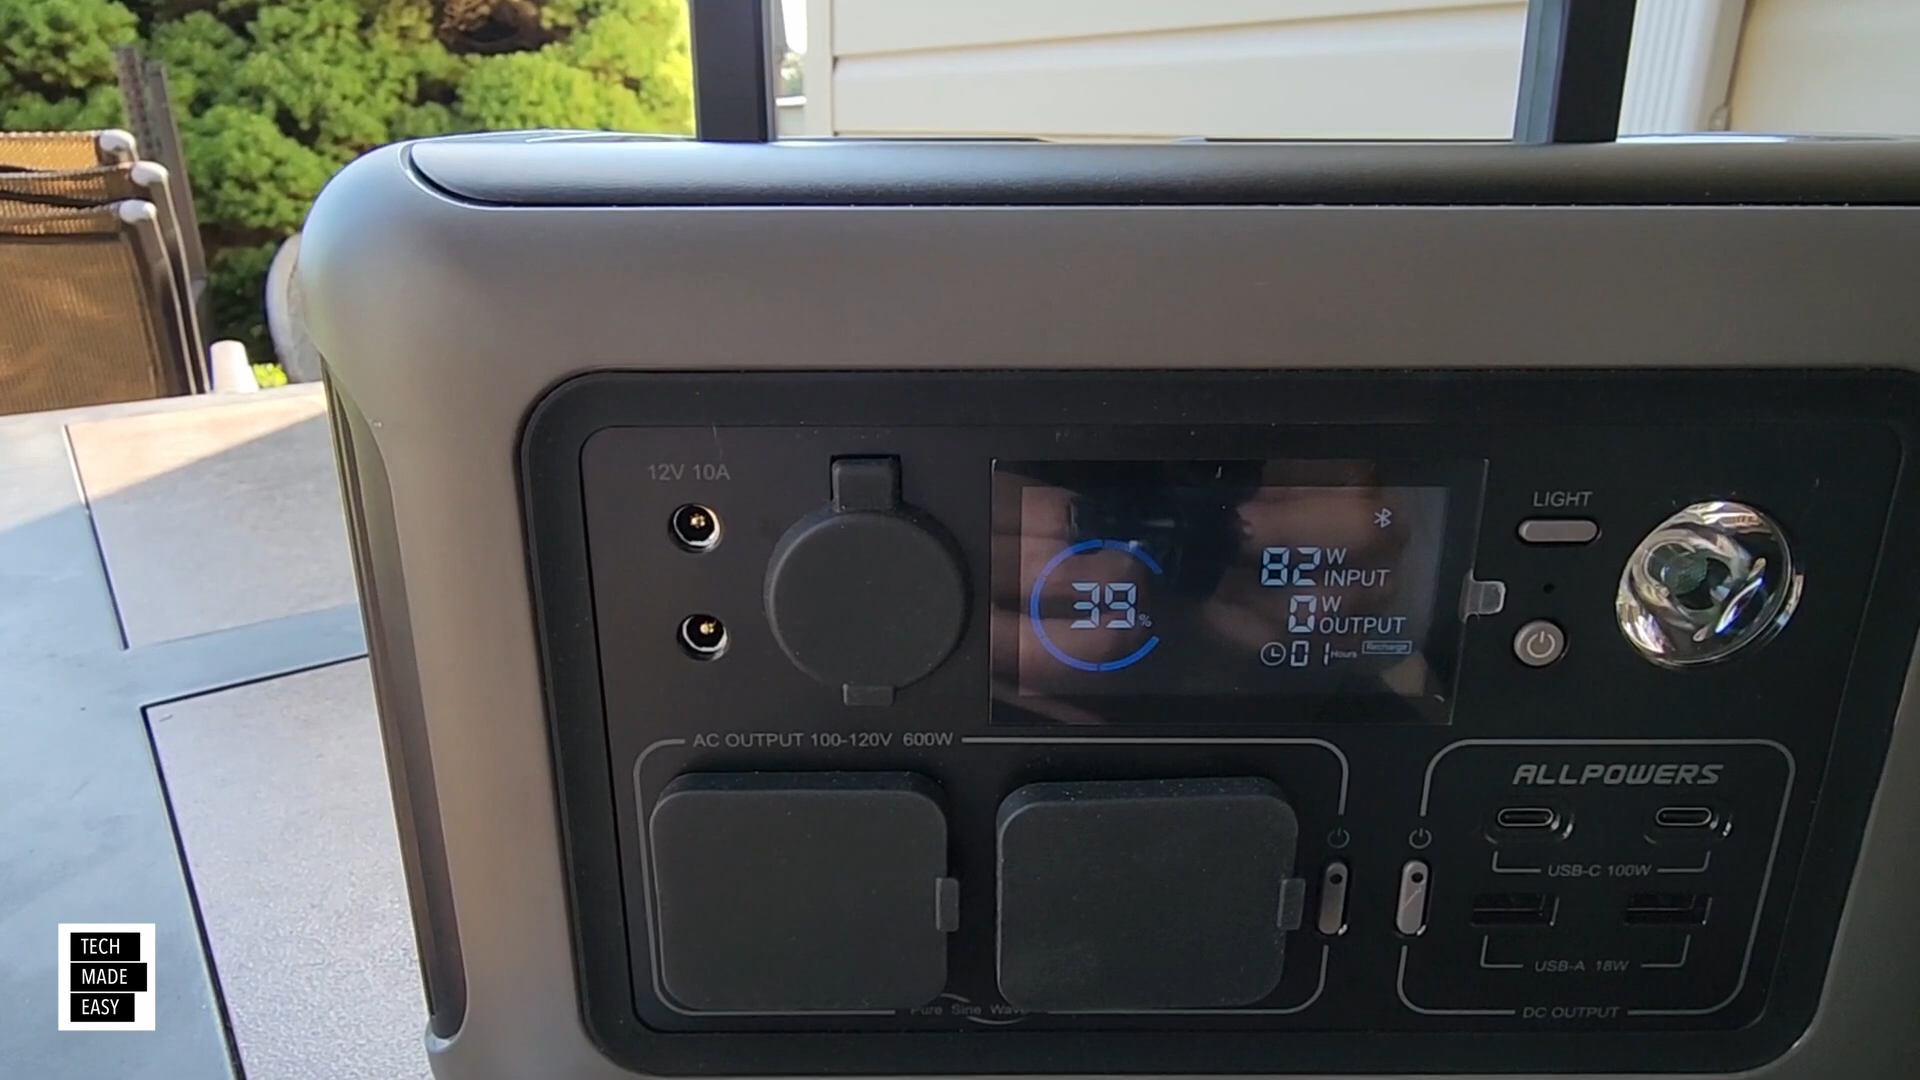 12V 10A
LIGHT
39%
82 W
INPUT
0 W
OUTPUT
01 Hours Recharge
AC OUTPUT 100-120V 600W
ALLPOWERS
USB-C 100W
USB-A 18W
DC OUTPUT
Pure Sine Wave
TECH
MADE
EASY